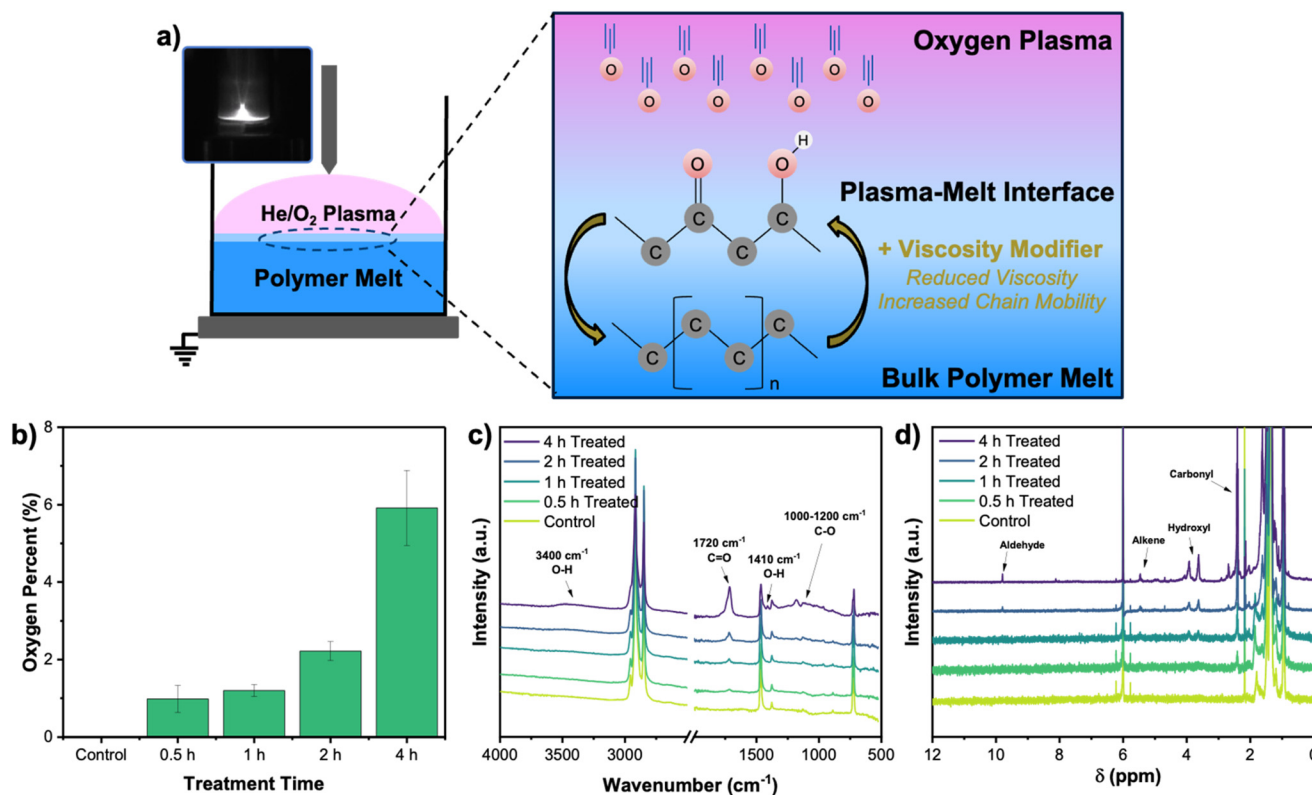 a)
He/O₂ Plasma
Polymer Melt
Oxygen Plasma
O O O O
O O O O
H
O O
Plasma-Melt Interface
C C
C C C
+ Viscosity Modifier
Reduced Viscosity
Increased Chain Mobility
C C
C C
n
Bulk Polymer Melt
b)
Oxygen Percent (%)
8
6
4
2
0
Control 0.5 h 1 h 2 h 4 h
Treatment Time
c)
Intensity (a.u.)
4 h Treated
2 h Treated
1 h Treated
0.5 h Treated
Control
3400 cm⁻¹
O-H
1720 cm⁻¹
C=O
1410 cm⁻¹
O-H
1000-1200 cm⁻¹
C-O
4000 3000 1500 1000 500
Wavenumber (cm⁻¹)
d)
Intensity (a.u.)
4 h Treated
2 h Treated
1 h Treated
0.5 h Treated
Control
Carbonyl
Hydroxyl
Alkene
Aldehyde
12 10 8 6 4 2 0
δ (ppm)